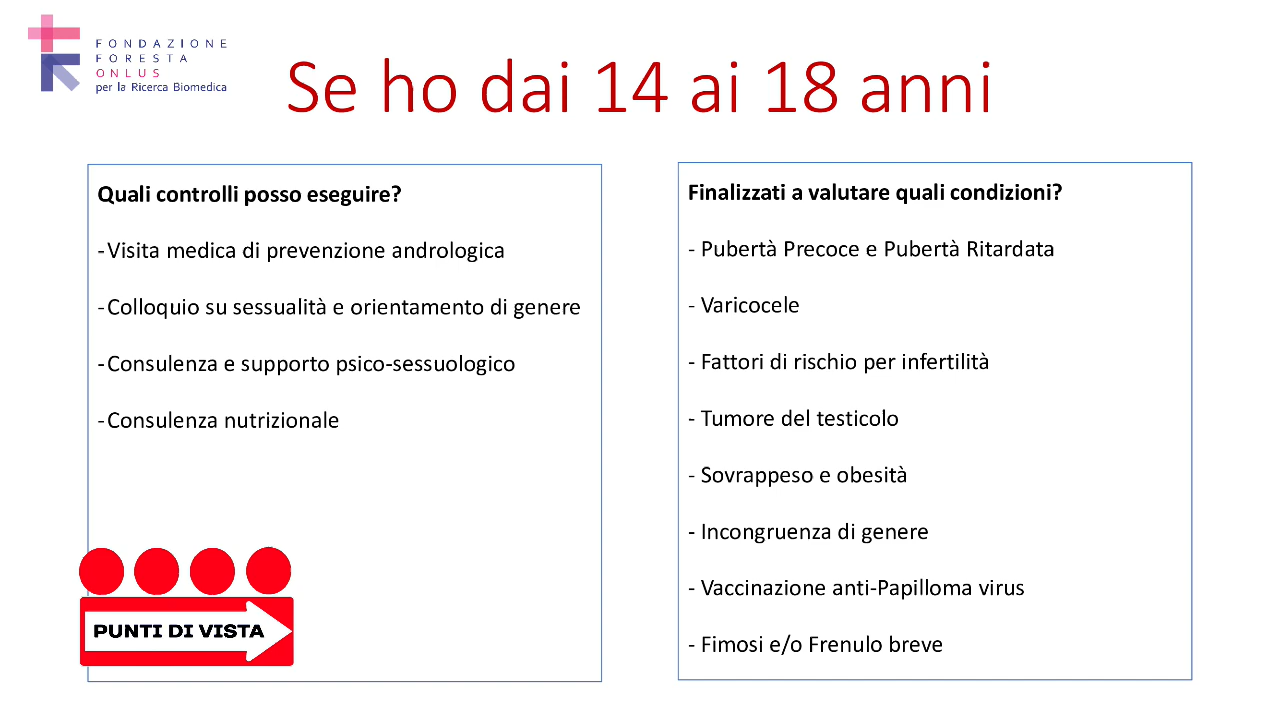 FONDAZIONE
FORESTA
ONLUS
per la Ricerca Biomedica
Se ho dai 14 ai 18 anni
Quali controlli posso eseguire?
-Visita medica di prevenzione andrologica
-Colloquio su sessualità e orientamento di genere
-Consulenza e supporto psico-sessuologico
-Consulenza nutrizionale
PUNTI DI VISTA
Finalizzati a valutare quali condizioni?
- Pubertà Precoce e Pubertà Ritardata
- Varicocele
- Fattori di rischio per infertilità
- Tumore del testicolo
- Sovrappeso e obesità
- Incongruenza di genere
- Vaccinazione anti-Papilloma virus
- Fimosi e/o Frenulo breve